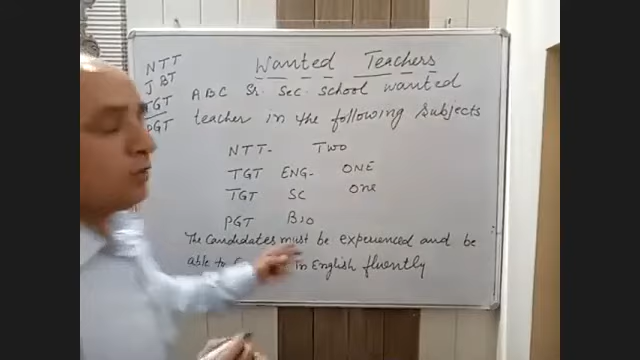 NTT
JBT
TGT
PGT
Wanted Teachers
ABC Sr. Sec. School wanted
teacher in the following Subjects
NTT- TWO
TGT ENG- ONE
TGT SC One
PGT BIO
The Candidates must be experienced and be
able to in English fluently